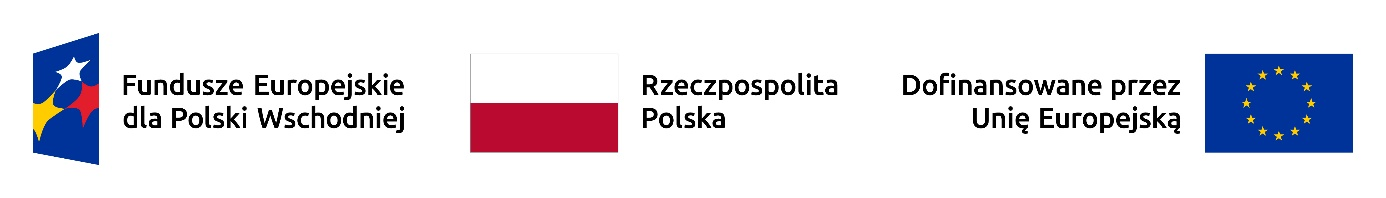 Fundusze Europejskie
dla Polski Wschodniej
Rzeczpospolita
Polska
Dofinansowane przez
Unię Europejską